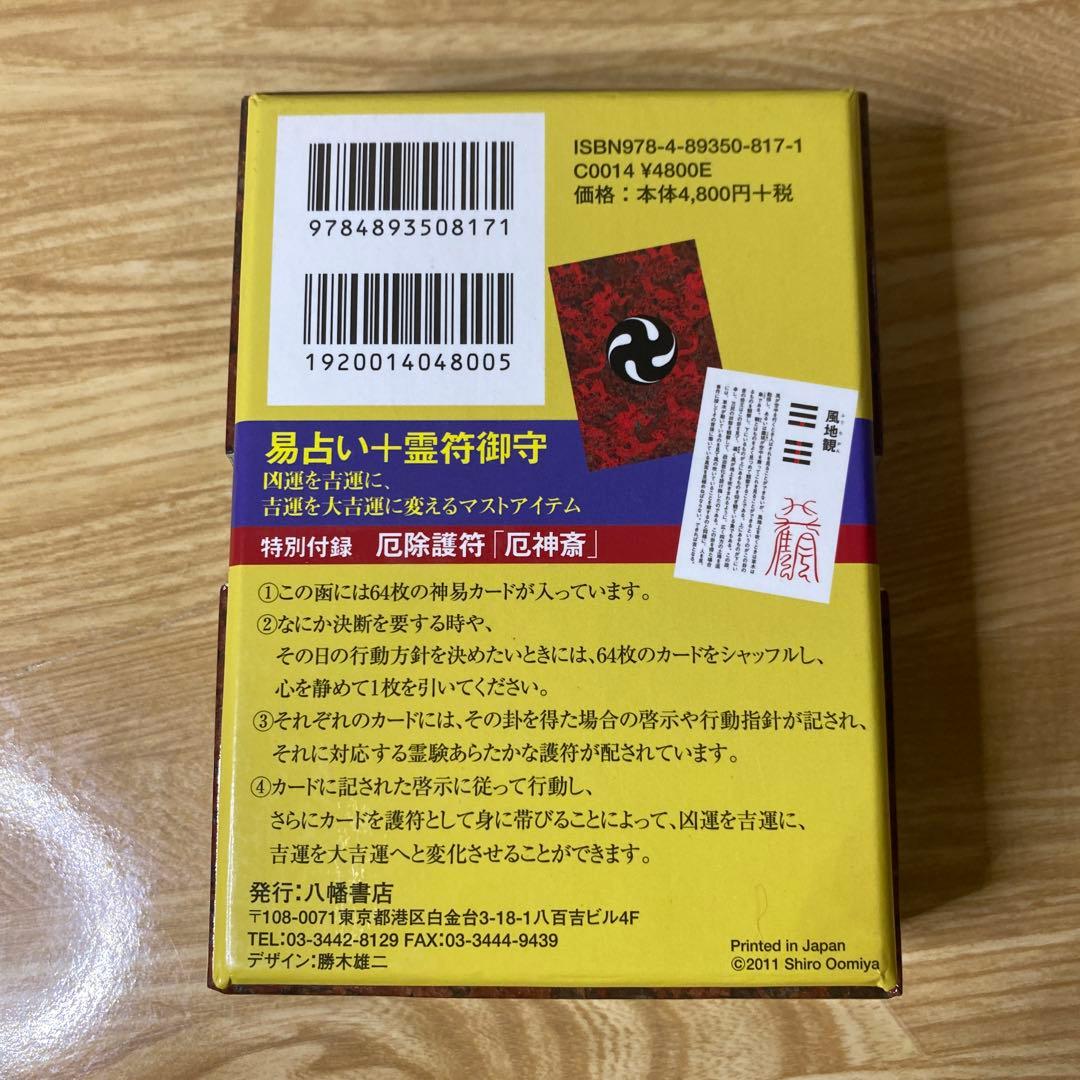 9784893508171
1920014048005
ISBN978-4-89350-817-1
C0014 ¥4800E
価格：本体4,800円＋税
風地観
ふうちかん
易占い＋霊符御守
凶運を吉運に、
吉運を大吉運に変えるマストアイテム
特別付録　厄除護符「厄神斎」
①この函には64枚の神易カードが入っています。
②なにか決断を要する時や、
その日の行動方針を決めたいときには、64枚のカードをシャッフルし、
心を静めて1枚を引いてください。
③それぞれのカードには、その卦を得た場合の啓示や行動指針が記され、
それに対応する霊験あらたかな護符が配されています。
④カードに記された啓示に従って行動し、
さらにカードを護符として身に帯びることによって、凶運を吉運に、
吉運を大吉運へと変化させることができます。
発行：八幡書店
〒108-0071東京都港区白金台3-18-1八百吉ビル4F
TEL:03-3442-8129 FAX:03-3444-9439
デザイン：勝木雄二
Printed in Japan
©2011 Shiro Oomiya